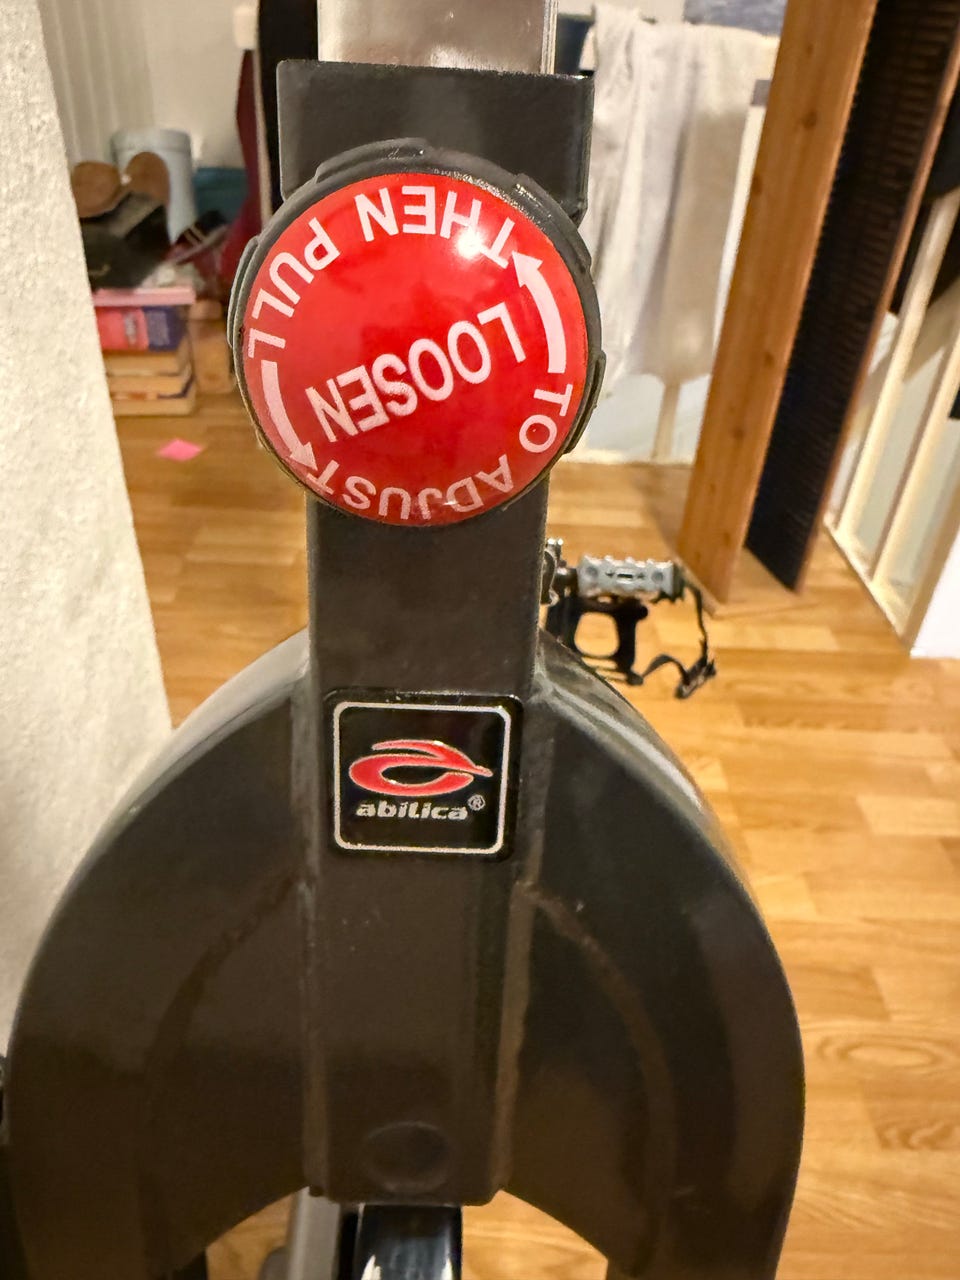 TO ADJUST
LOOSEN
THEN PULL
abilica®